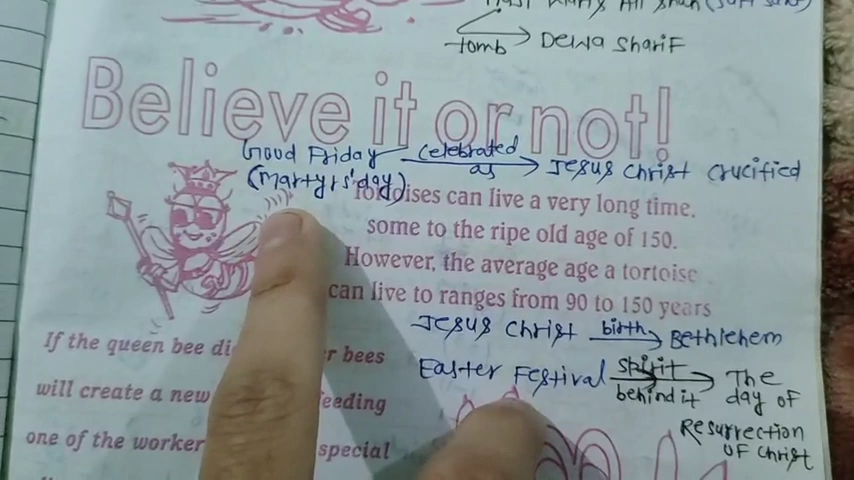 tomb → Dewa Sharif
Believe it or not!
Good Friday celebrated as → Jesus Christ Crucified
(Martyrs' day)
Tortoises can live a very long time.
some to the ripe old age of 150.
However, the average age a tortoise
can live to ranges from 90 to 150 years
Jesus Christ birth → Bethlehem
Easter Festival spirit behind it → The
day of
Resurrection
OF Christ
If the queen bee bees
will create a new feeding
one of the worker special